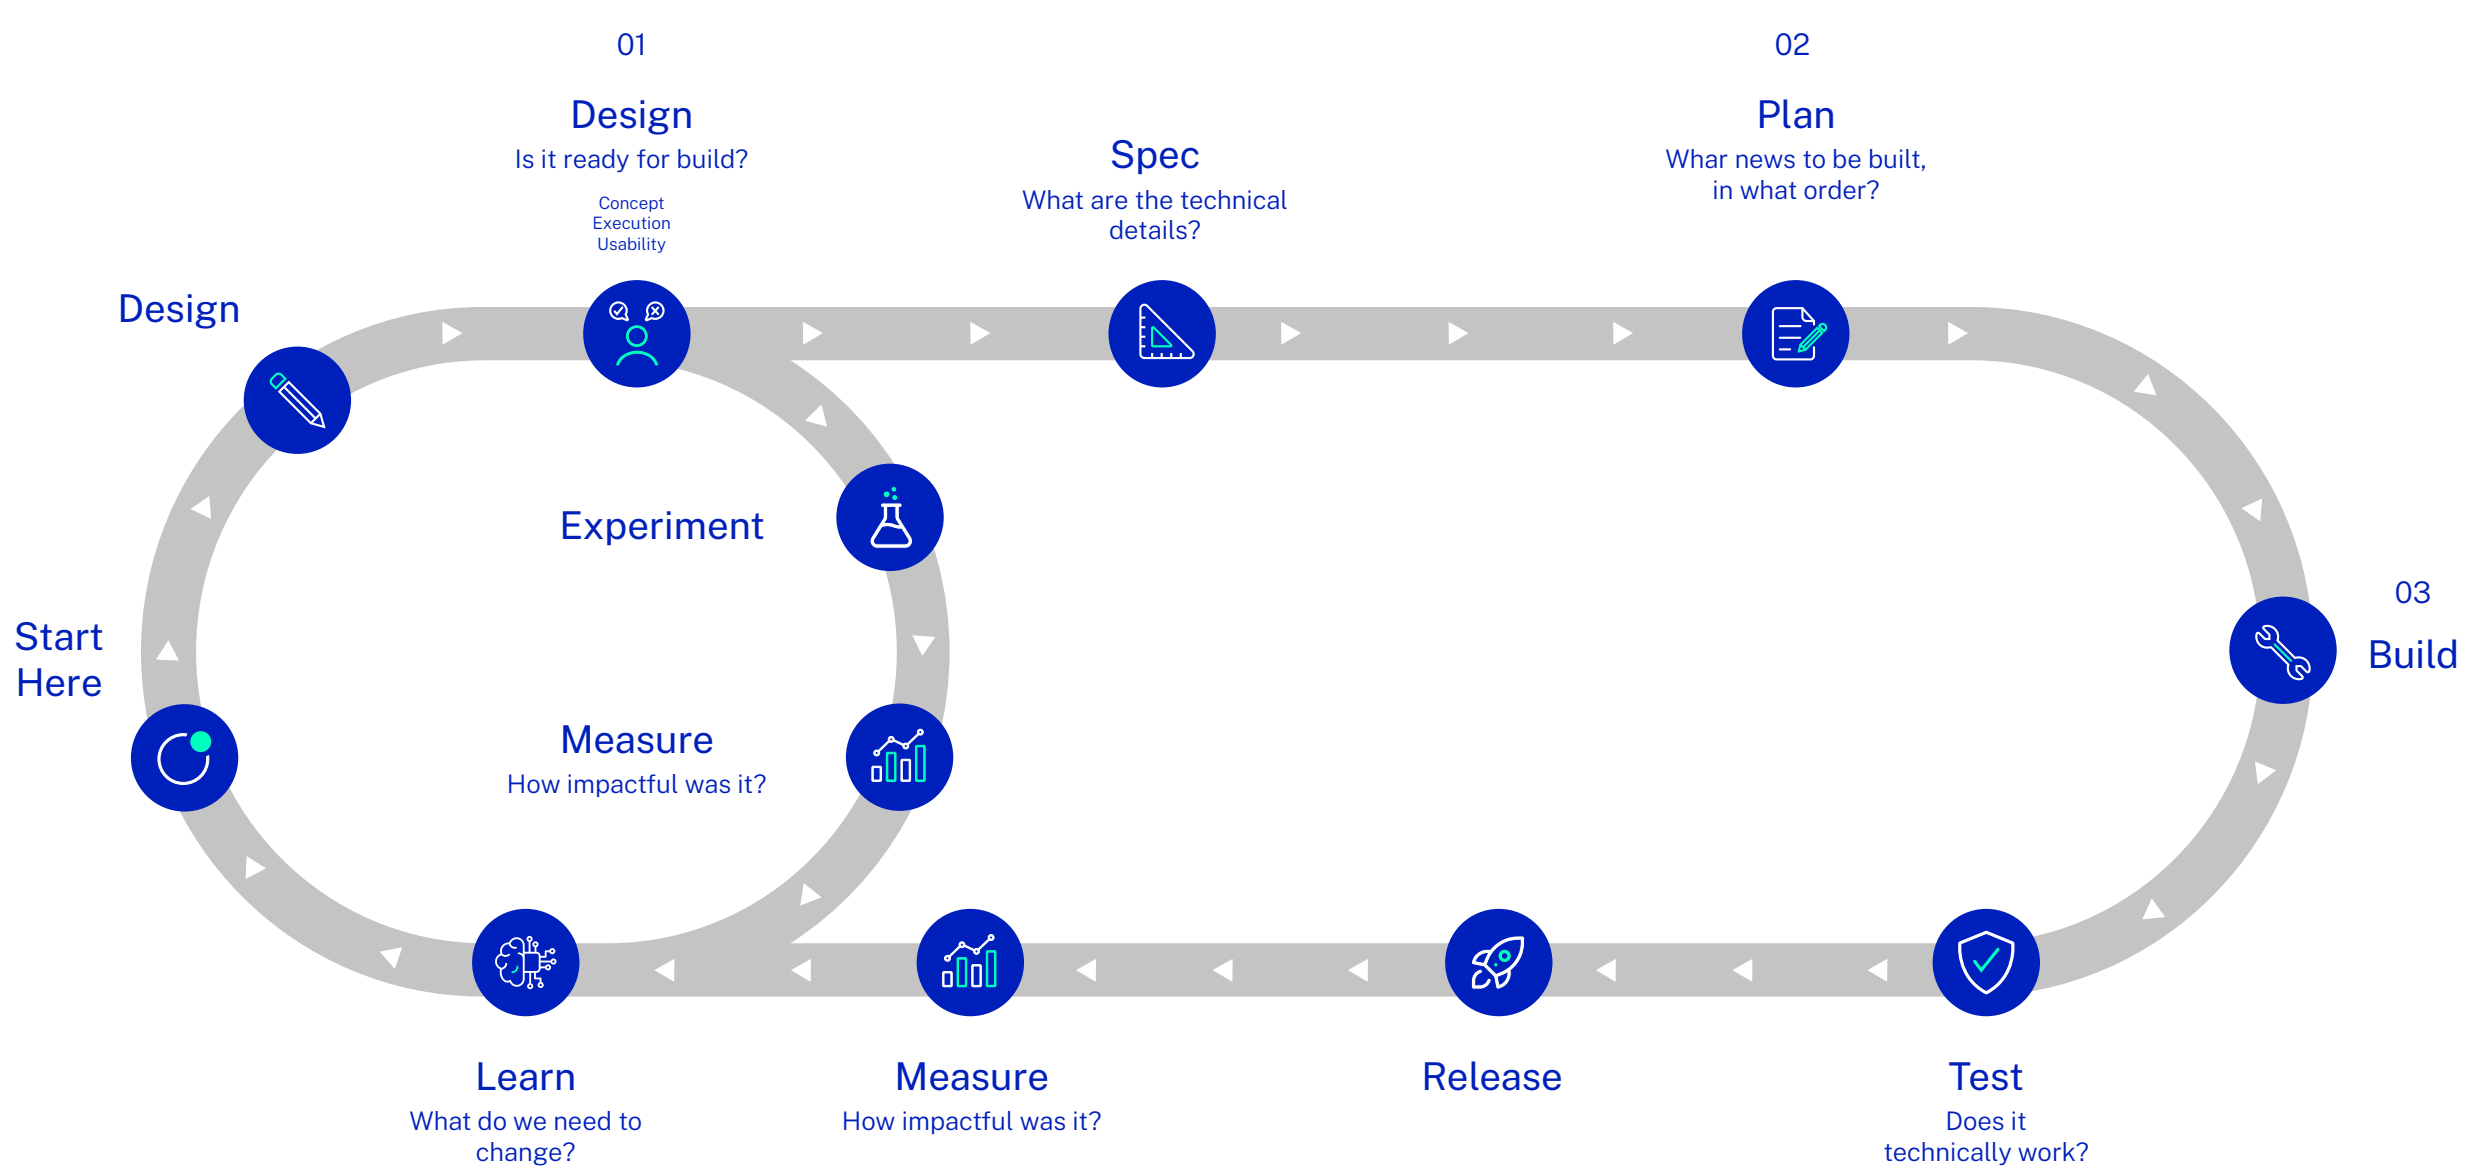 01
Design
Is it ready for build?
Concept
Execution
Usability
Spec
What are the technical
details?
02
Plan
Whar news to be built,
in what order?
Design
Experiment
Start
Here
03
Build
Measure
How impactful was it?
Learn
What do we need to
change?
Measure
How impactful was it?
Release
Test
Does it
technically work?